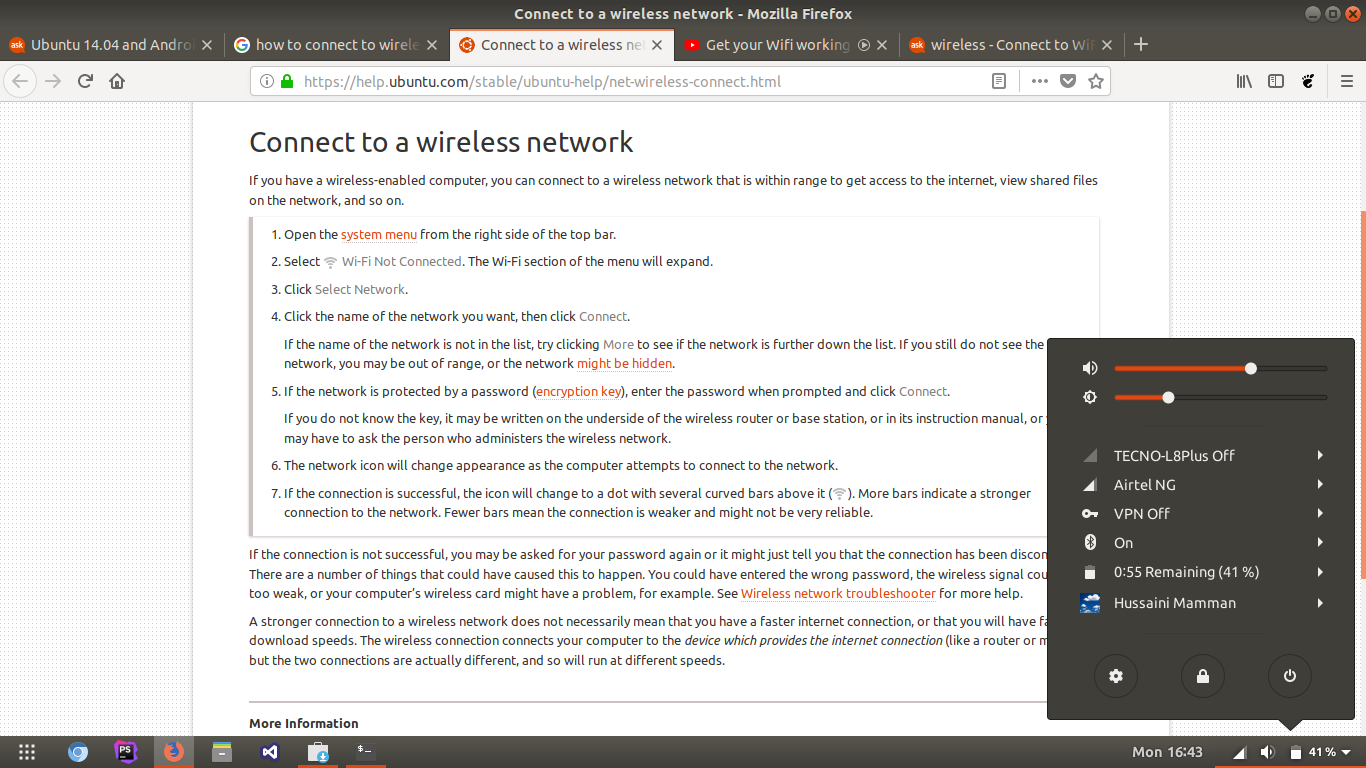 Connect to a wireless network - Mozilla Firefox
Ubuntu 14.04 and Andro
how to connect to wirele
Connect to a wireless ne
Get your Wifi working
wireless - Connect to Wi
https://help.ubuntu.com/stable/ubuntu-help/net-wireless-connect.html
Connect to a wireless network
If you have a wireless-enabled computer, you can connect to a wireless network that is within range to get access to the internet, view shared files
on the network, and so on.
1. Open the system menu from the right side of the top bar.
2. Select Wi-Fi Not Connected. The Wi-Fi section of the menu will expand.
3. Click Select Network.
4. Click the name of the network you want, then click Connect.
If the name of the network is not in the list, try clicking More to see if the network is further down the list. If you still do not see the
network, you may be out of range, or the network might be hidden.
5. If the network is protected by a password (encryption key), enter the password when prompted and click Connect.
If you do not know the key, it may be written on the underside of the wireless router or base station, or in its instruction manual, or
may have to ask the person who administers the wireless network.
6. The network icon will change appearance as the computer attempts to connect to the network.
7. If the connection is successful, the icon will change to a dot with several curved bars above it ( ). More bars indicate a stronger
connection to the network. Fewer bars mean the connection is weaker and might not be very reliable.
If the connection is not successful, you may be asked for your password again or it might just tell you that the connection has been discon
There are a number of things that could have caused this to happen. You could have entered the wrong password, the wireless signal cou
too weak, or your computer's wireless card might have a problem, for example. See Wireless network troubleshooter for more help.
A stronger connection to a wireless network does not necessarily mean that you have a faster internet connection, or that you will have fa
download speeds. The wireless connection connects your computer to the device which provides the internet connection (like a router or m
but the two connections are actually different, and so will run at different speeds.
More Information
TECNO-L8Plus Off
Airtel NG
VPN Off
On
0:55 Remaining (41 %)
Hussaini Mamman
Mon 16:43
41%